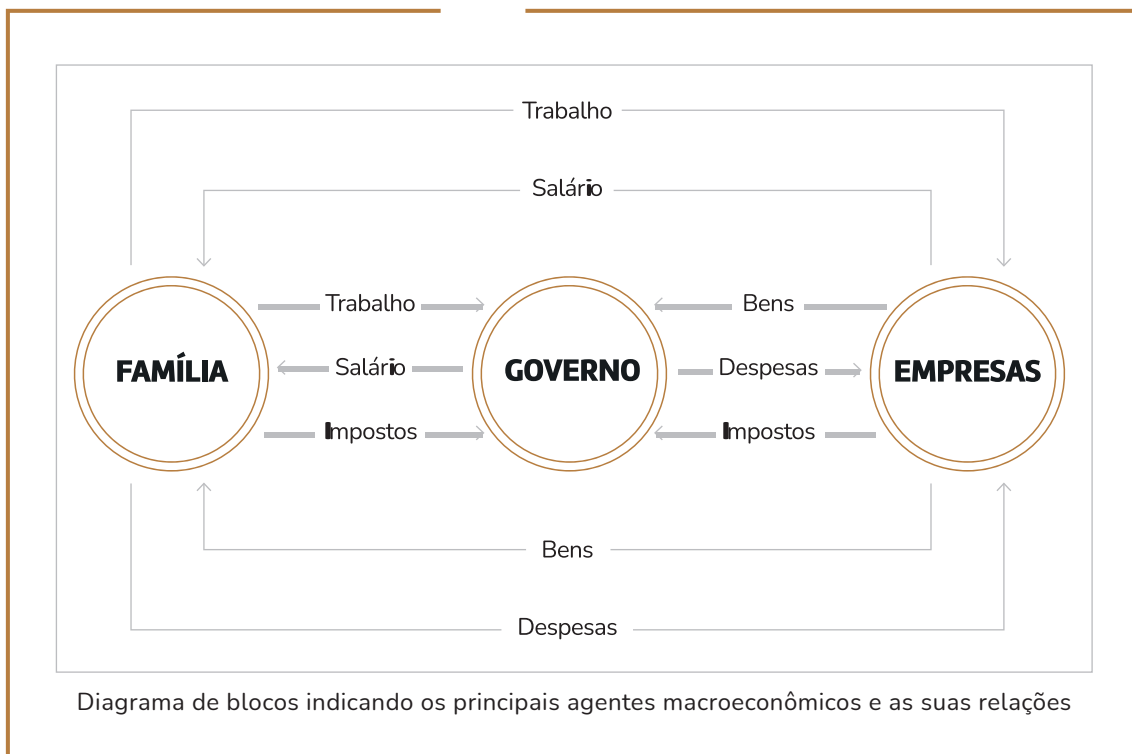 Trabalho
Salário
Trabalho
Bens
FAMÍLIA
Salário
GOVERNO
Despesas
EMPRESAS
Impostos
Impostos
Bens
Despesas
Diagrama de blocos indicando os principais agentes macroeconômicos e as suas relações